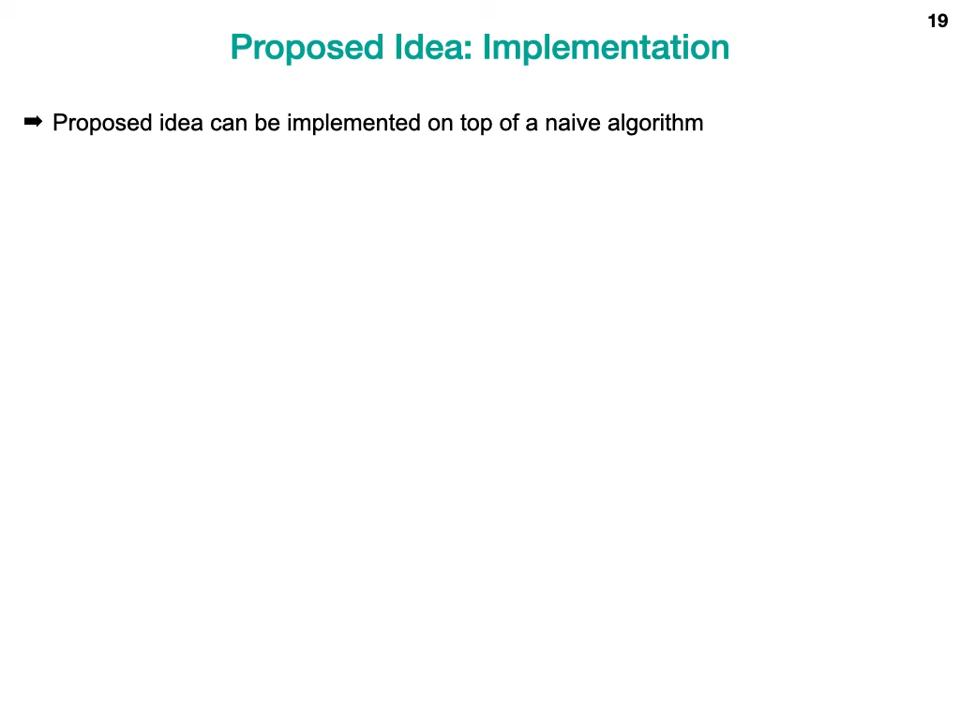 19
Proposed Idea: Implementation
➡ Proposed idea can be implemented on top of a naive algorithm